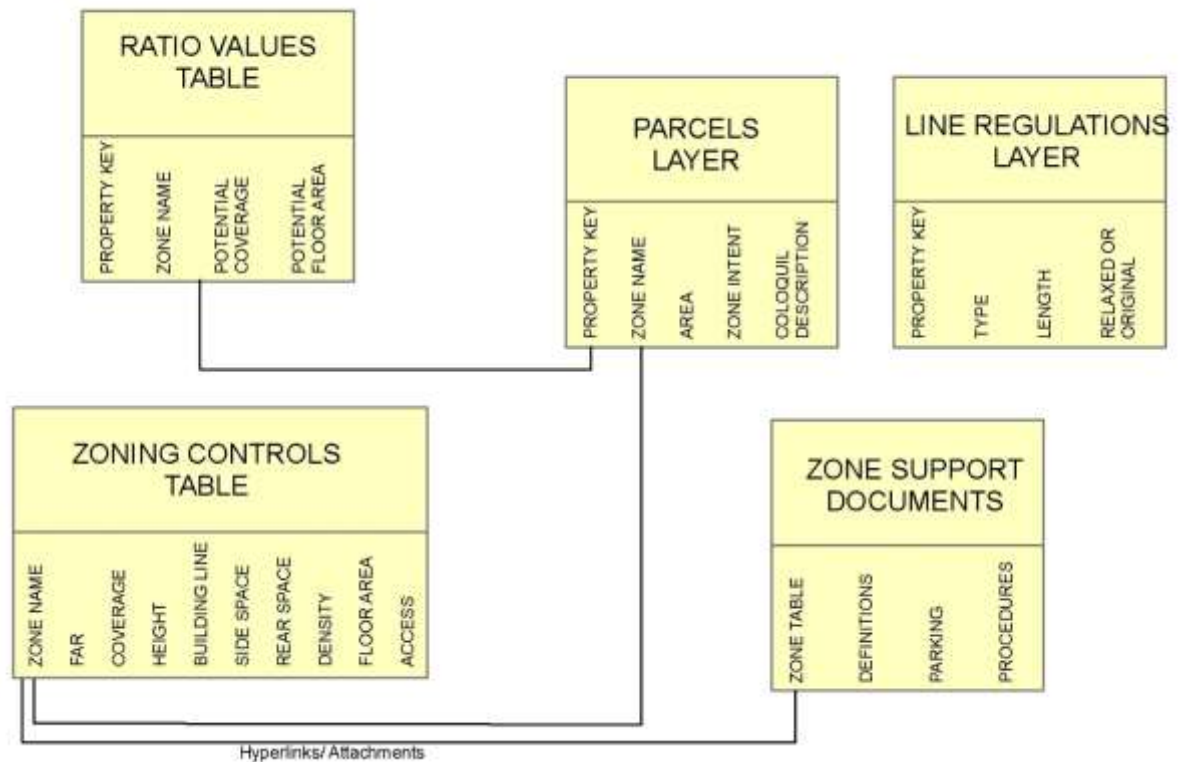 RATIO VALUES
TABLE
PROPERTY KEY
ZONE NAME
POTENTIAL
COVERAGE
POTENTIAL
FLOOR AREA
PARCELS
LAYER
PROPERTY KEY
ZONE NAME
AREA
ZONE INTENT
COLOQUIL
DESCRIPTION
LINE REGULATIONS
LAYER
PROPERTY KEY
TYPE
LENGTH
RELAXED OR
ORIGINAL
ZONING CONTROLS
TABLE
ZONE NAME
FAR
COVERAGE
HEIGHT
BUILDING LINE
SIDE SPACE
REAR SPACE
DENSITY
FLOOR AREA
ACCESS
ZONE SUPPORT
DOCUMENTS
ZONE TABLE
DEFINITIONS
PARKING
PROCEDURES
Hyperlinks/ Attachments